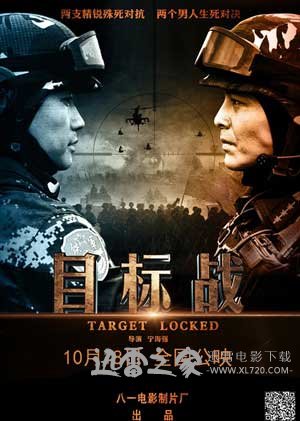 两支精锐殊死对抗 两个男人生死对决
目标战
TARGET LOCKED
导演 宁海强
迅雷电影下载
www.XL720.com
10月 8日 全国公映
迅雷之家
八一电影制片厂
出 品